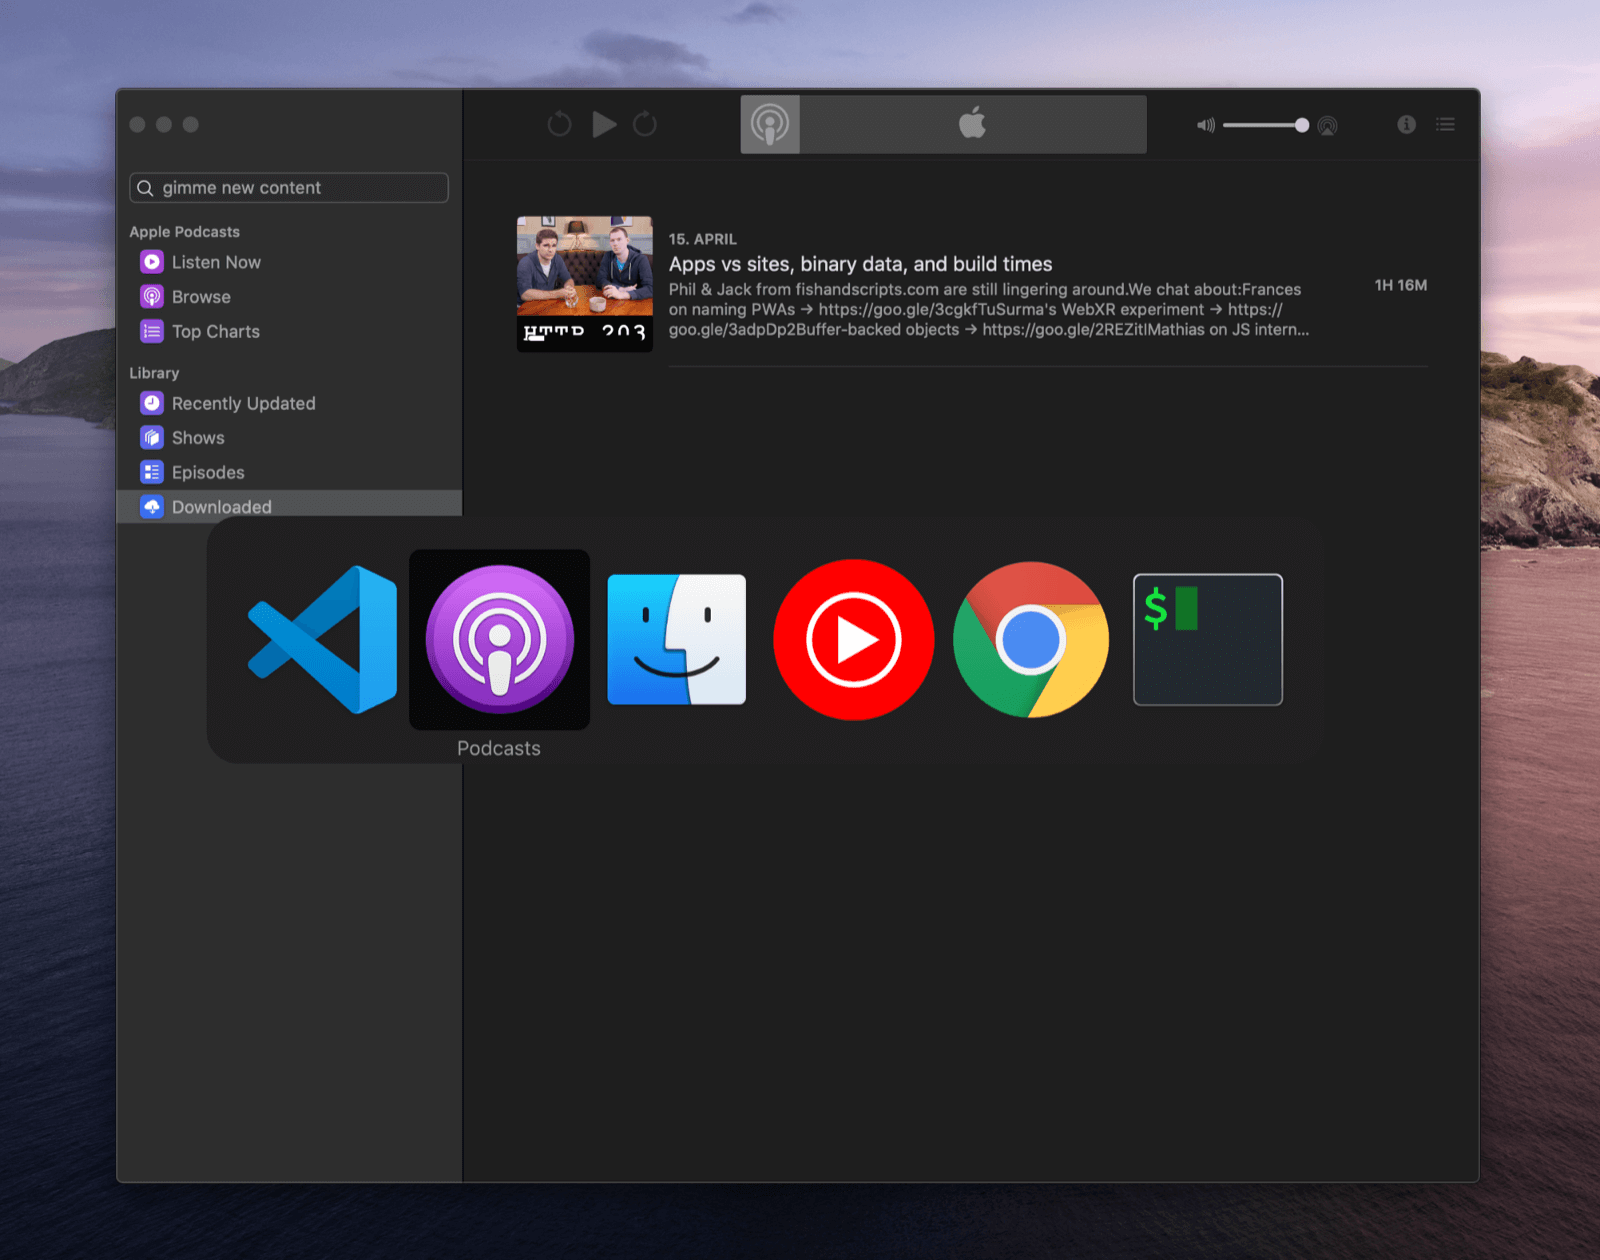 gimme new content
Apple Podcasts
Listen Now
Browse
Top Charts
Library
Recently Updated
Shows
Episodes
Downloaded
HTTP 203
15. APRIL
Apps vs sites, binary data, and build times
Phil & Jack from fishandscripts.com are still lingering around.We chat about:Frances
on naming PWAs → https://goo.gle/3cgkfTuSurma's WebXR experiment → https://
goo.gle/3adpDp2Buffer-backed objects → https://goo.gle/2REZitlMathias on JS intern...
1H 16M
$
Podcasts